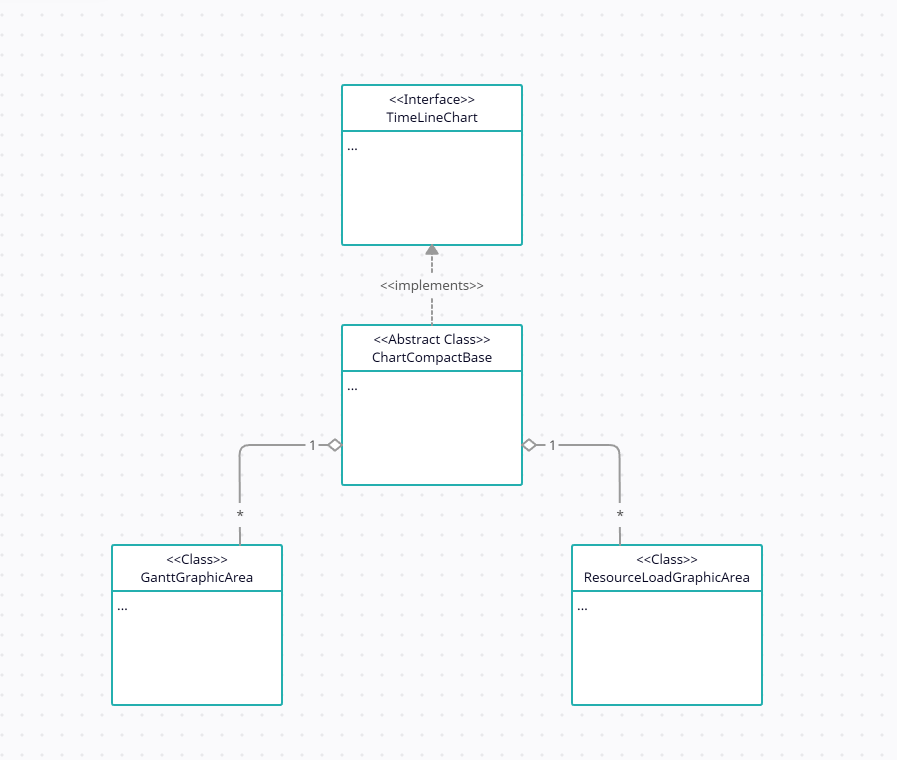 <<Interface>>
TimeLineChart
...
<<implements>>
<<Abstract Class>>
ChartCompactBase
...
1
1
*
*
<<Class>>
GanttGraphicArea
...
<<Class>>
ResourceLoadGraphicArea
...